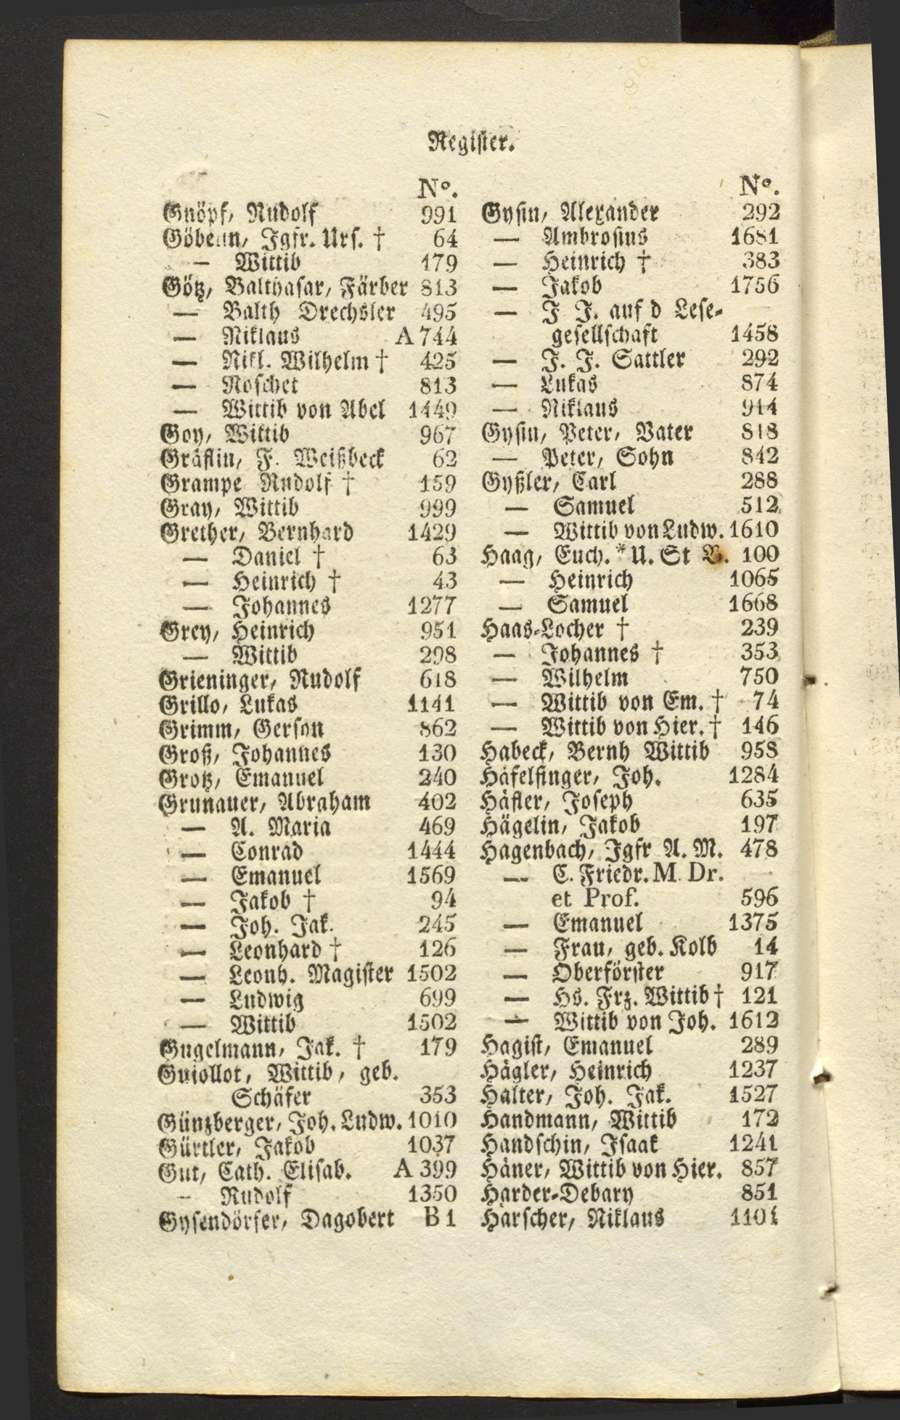 Register.
No.
Gnöpf, Rudolf 991
Göbelin, Jgfr. Urs. † 64
— Wittib 179
Götz, Balthasar, Färber 813
— Balth Drechsler 495
— Niklaus A 744
— Nikl. Wilhelm † 425
— Roschet 813
— Wittib von Abel 1449
Goy, Wittib 967
Gräflin, F. Weißbeck 62
Grampe Rudolf † 159
Gray, Wittib 999
Grether, Bernhard 1429
— Daniel † 63
— Heinrich † 43
— Johannes 1277
Grey, Heinrich 951
— Wittib 298
Grieninger, Rudolf 618
Grillo, Lukas 1141
Grimm, Gerson 862
Groß, Johannes 130
Grotz, Emanuel 240
Grunauer, Abraham 402
— A. Maria 469
— Conrad 1444
— Emanuel 1569
— Jakob † 94
— Joh. Jak. 245
— Leonhard † 126
— Leonh. Magister 1502
— Ludwig 699
— Wittib 1502
Gugelmann, Jak. † 179
Guiollot, Wittib, geb.
Schäfer 353
Güntzberger, Joh. Ludw. 1010
Gürtler, Jakob 1037
Gut, Cath. Elisab. A 399
— Rudolf 1350
Gysendörfer, Dagobert B 1
No.
Gysin, Alexander 292
— Ambrosius 1681
— Heinrich † 383
— Jakob 1756
— J J. auf d Lese-
gesellschaft 1458
— J. J. Sattler 292
— Lukas 874
— Niklaus 914
Gysin, Peter, Vater 818
— Peter, Sohn 842
Gyßler, Carl 288
— Samuel 512
— Wittib von Ludw. 1610
Haag, Euch. * U. St B. 100
— Heinrich 1065
— Samuel 1668
Haas-Locher † 239
— Johannes † 353
— Wilhelm 750
— Wittib von Em. † 74
— Wittib von Hier. † 146
Habeck, Bernh Wittib 958
Häfelfinger, Joh. 1284
Häfler, Joseph 635
Hägelin, Jakob 197
Hagenbach, Jgfr A. M. 478
— C. Friedr. M Dr.
et Prof. 596
— Emanuel 1375
— Frau, geb. Kolb 14
— Oberförster 917
— Hs. Frz. Wittib † 121
— Wittib von Joh. 1612
Hagist, Emanuel 289
Hägler, Heinrich 1237
Halter, Joh. Jak. 1527
Handmann, Wittib 172
Handschin, Isaak 1241
Häner, Wittib von Hier. 857
Harder-Debary 851
Harscher, Niklaus 1101